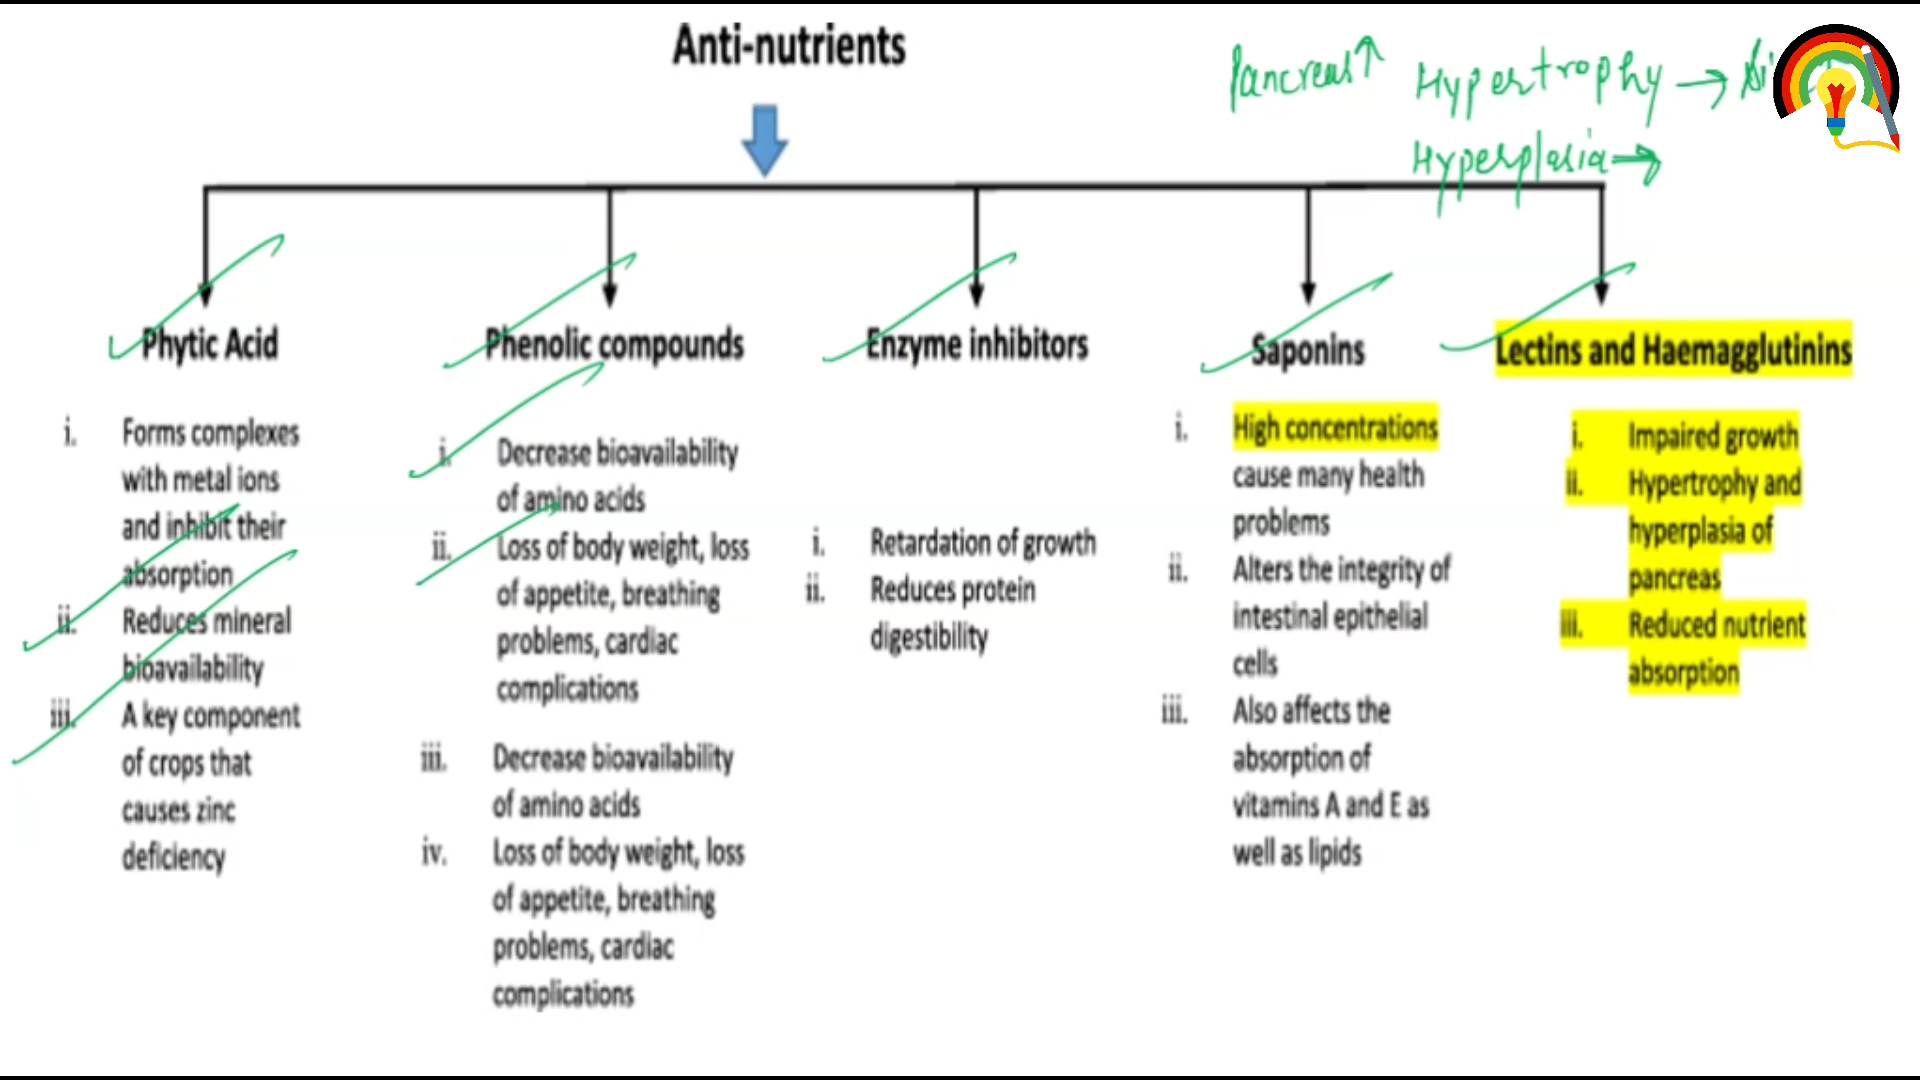 Anti-nutrients
Pancreas↑ Hypertrophy →
Hyperplasia →
Phytic Acid
i. Forms complexes
with metal ions
and inhibit their
absorption
ii. Reduces mineral
bioavailability
iii. A key component
of crops that
causes zinc
deficiency
Phenolic compounds
i. Decrease bioavailability
of amino acids
ii. Loss of body weight, loss
of appetite, breathing
problems, cardiac
complications
iii. Decrease bioavailability
of amino acids
iv. Loss of body weight, loss
of appetite, breathing
problems, cardiac
complications
Enzyme inhibitors
i. Retardation of growth
ii. Reduces protein
digestibility
Saponins
i. High concentrations
cause many health
problems
ii. Alters the integrity of
intestinal epithelial
cells
iii. Also affects the
absorption of
vitamins A and E as
well as lipids
Lectins and Haemagglutinins
i. Impaired growth
ii. Hypertrophy and
hyperplasia of
pancreas
iii. Reduced nutrient
absorption